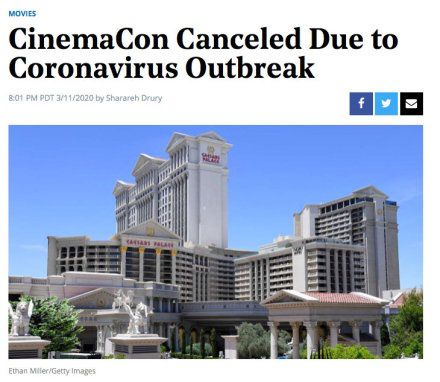 MOVIES
CinemaCon Canceled Due to
Coronavirus Outbreak
8:01 PM PDT 3/11/2020 by Sharareh Drury
CAESARS PALACE
CAESARS PALACE
Ethan Miller/Getty Images